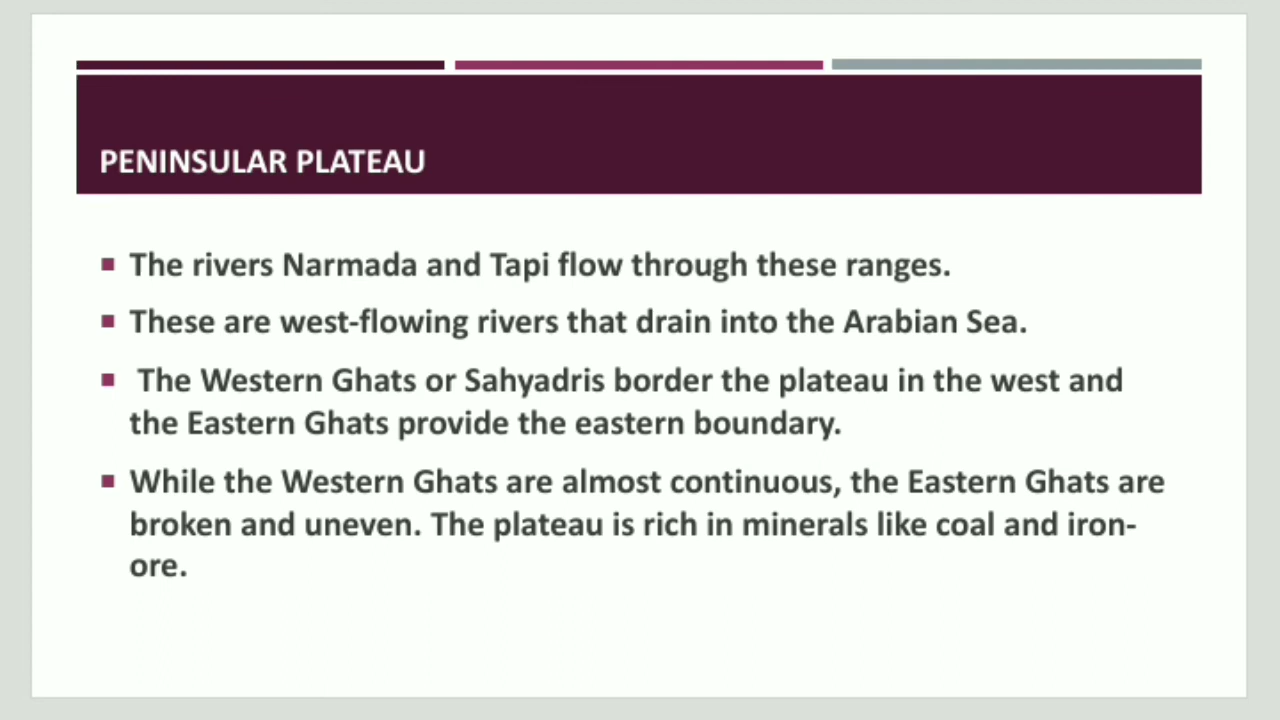 PENINSULAR PLATEAU
The rivers Narmada and Tapi flow through these ranges.
These are west-flowing rivers that drain into the Arabian Sea.
The Western Ghats or Sahyadris border the plateau in the west and
the Eastern Ghats provide the eastern boundary.
While the Western Ghats are almost continuous, the Eastern Ghats are
broken and uneven. The plateau is rich in minerals like coal and iron-
ore.